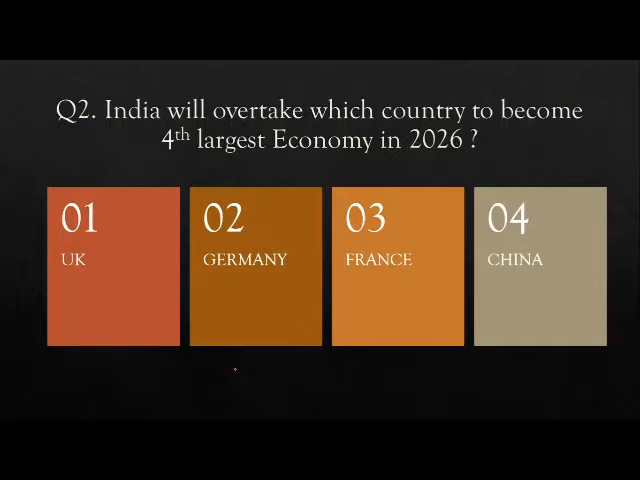 Q2. India will overtake which country to become
4th largest Economy in 2026 ?
01
UK
02
GERMANY
03
FRANCE
04
CHINA